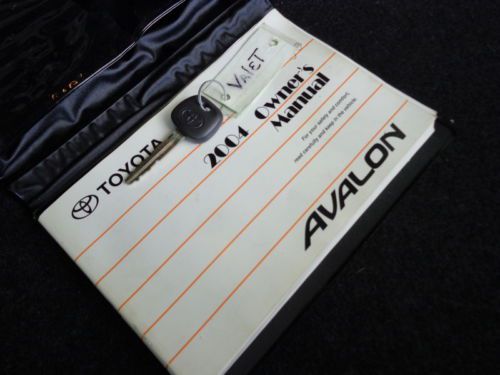 VALET
TOYOTA
2004 Owner's
Manual
For your safety and comfort,
read carefully and keep in the vehicle.
AVALON